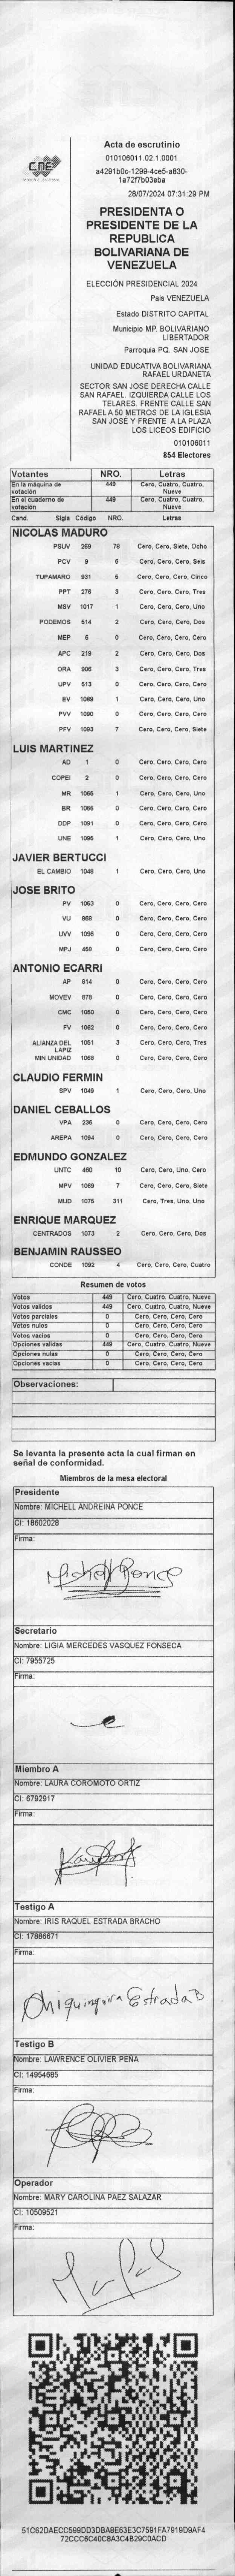 CNE
Acta de escrutinio
010106011.02.1.0001
a4291b0c-1299-4ce5-a830-
1a72f7b03eba
28/07/2024 07:31:29 PM
PRESIDENTA O
PRESIDENTE DE LA
REPUBLICA
BOLIVARIANA DE
VENEZUELA
ELECCIÓN PRESIDENCIAL 2024
País VENEZUELA
Estado DISTRITO CAPITAL
Municipio MP. BOLIVARIANO
LIBERTADOR
Parroquia PQ. SAN JOSE
UNIDAD EDUCATIVA BOLIVARIANA
RAFAEL URDANETA
SECTOR SAN JOSE DERECHA CALLE
SAN RAFAEL. IZQUIERDA CALLE LOS
TELARES. FRENTE CALLE SAN
RAFAEL A 50 METROS DE LA IGLESIA
SAN JOSÉ Y FRENTE A LA PLAZA
LOS LICEOS EDIFICIO
010106011
854 Electores
Votantes NRO. Letras
En la máquina de votación 449 Cero, Cuatro, Cuatro, Nueve
En el cuaderno de votación 449 Cero, Cuatro, Cuatro, Nueve
Cand. Sigla Código NRO. Letras
NICOLAS MADURO
PSUV 269 78 Cero, Cero, Siete, Ocho
PCV 9 6 Cero, Cero, Cero, Seis
TUPAMARO 931 5 Cero, Cero, Cero, Cinco
PPT 276 3 Cero, Cero, Cero, Tres
MSV 1017 1 Cero, Cero, Cero, Uno
PODEMOS 514 2 Cero, Cero, Cero, Dos
MEP 6 0 Cero, Cero, Cero, Cero
APC 219 2 Cero, Cero, Cero, Dos
ORA 906 3 Cero, Cero, Cero, Tres
UPV 513 0 Cero, Cero, Cero, Cero
EV 1089 1 Cero, Cero, Cero, Uno
PVV 1090 0 Cero, Cero, Cero, Cero
PFV 1093 7 Cero, Cero, Cero, Siete
LUIS MARTINEZ
AD 1 0 Cero, Cero, Cero, Cero
COPEI 2 0 Cero, Cero, Cero, Cero
MR 1065 1 Cero, Cero, Cero, Uno
BR 1066 0 Cero, Cero, Cero, Cero
DDP 1091 0 Cero, Cero, Cero, Cero
UNE 1095 1 Cero, Cero, Cero, Uno
JAVIER BERTUCCI
EL CAMBIO 1048 1 Cero, Cero, Cero, Uno
JOSE BRITO
PV 1053 0 Cero, Cero, Cero, Cero
VU 868 0 Cero, Cero, Cero, Cero
UVV 1096 0 Cero, Cero, Cero, Cero
MPJ 458 0 Cero, Cero, Cero, Cero
ANTONIO ECARRI
AP 814 0 Cero, Cero, Cero, Cero
MOVEV 878 0 Cero, Cero, Cero, Cero
CMC 1050 0 Cero, Cero, Cero, Cero
FV 1062 0 Cero, Cero, Cero, Cero
ALIANZA DEL LAPIZ 1051 3 Cero, Cero, Cero, Tres
MIN UNIDAD 1068 0 Cero, Cero, Cero, Cero
CLAUDIO FERMIN
SPV 1049 1 Cero, Cero, Cero, Uno
DANIEL CEBALLOS
VPA 236 0 Cero, Cero, Cero, Cero
AREPA 1094 0 Cero, Cero, Cero, Cero
EDMUNDO GONZALEZ
UNTC 460 10 Cero, Cero, Uno, Cero
MPV 1069 7 Cero, Cero, Cero, Siete
MUD 1075 311 Cero, Tres, Uno, Uno
ENRIQUE MARQUEZ
CENTRADOS 1073 2 Cero, Cero, Cero, Dos
BENJAMIN RAUSSEO
CONDE 1092 4 Cero, Cero, Cero, Cuatro
Resumen de votos
Votos 449 Cero, Cuatro, Cuatro, Nueve
Votos validos 449 Cero, Cuatro, Cuatro, Nueve
Votos parciales 0 Cero, Cero, Cero, Cero
Votos nulos 0 Cero, Cero, Cero, Cero
Votos vacios 0 Cero, Cero, Cero, Cero
Opciones validas 449 Cero, Cuatro, Cuatro, Nueve
Opciones nulas 0 Cero, Cero, Cero, Cero
Opciones vacias 0 Cero, Cero, Cero, Cero
Observaciones:
Se levanta la presente acta la cual firman en
señal de conformidad.
Miembros de la mesa electoral
Presidente
Nombre: MICHELL ANDREINA PONCE
CI: 18602028
Firma:
Michell Ponce
Secretario
Nombre: LIGIA MERCEDES VASQUEZ FONSECA
CI: 7955725
Firma:
Miembro A
Nombre: LAURA COROMOTO ORTIZ
CI: 6792917
Firma:
Testigo A
Nombre: IRIS RAQUEL ESTRADA BRACHO
CI: 17886671
Firma:
Chiquinquira Estrada B
Testigo B
Nombre: LAWRENCE OLIVIER PEÑA
CI: 14954685
Firma:
Operador
Nombre: MARY CAROLINA PAEZ SALAZAR
CI: 10509521
Firma:
51C62DAECC599DD3DBA8E63E3C7591FA7919D9AF4
72CCC6C40C8A3C4B29C0ACD